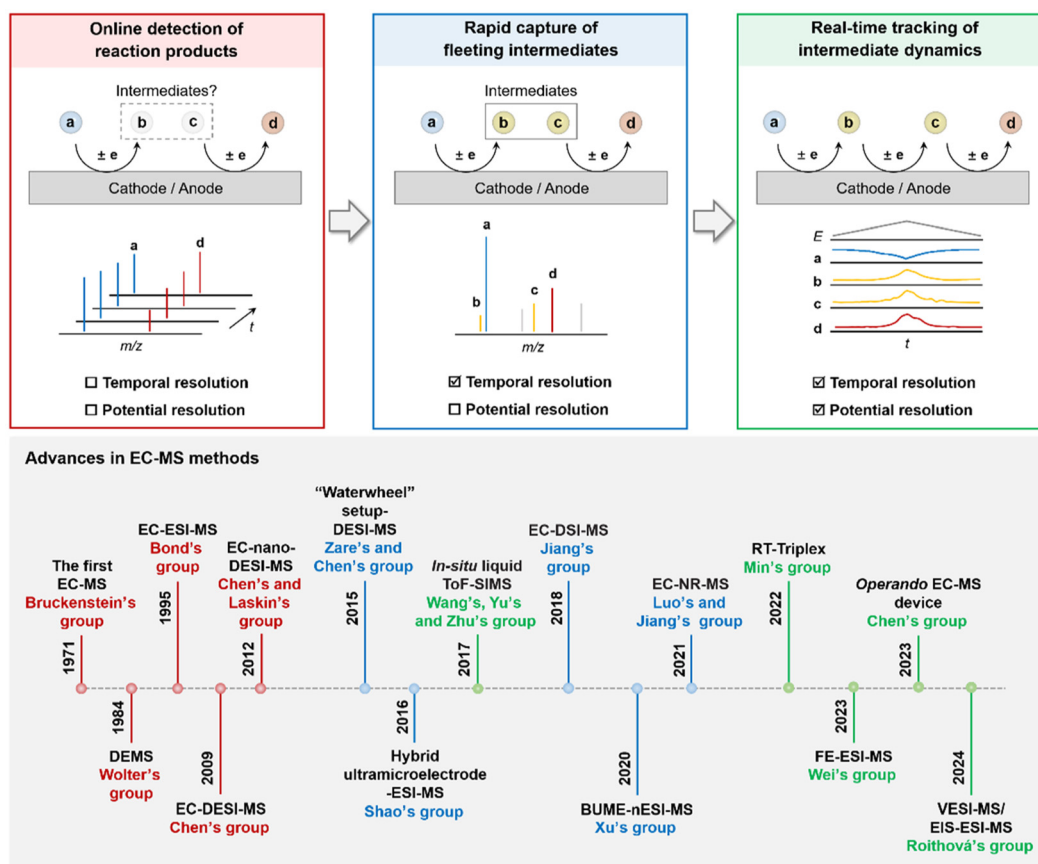 Online detection of
reaction products
Intermediates?
a
b
c
d
± e
± e
Cathode / Anode
a
d
t
m/z
☐ Temporal resolution
☐ Potential resolution
Rapid capture of
fleeting intermediates
Intermediates
a
b
c
d
± e
± e
Cathode / Anode
a
b
c
d
m/z
☑ Temporal resolution
☐ Potential resolution
Real-time tracking of
intermediate dynamics
a
b
c
d
± e
± e
± e
Cathode / Anode
E
a
b
c
d
t
☑ Temporal resolution
☑ Potential resolution
Advances in EC-MS methods
The first
EC-MS
Bruckenstein's
group
1971
1984
DEMS
Wolter's
group
EC-ESI-MS
Bond's
group
1995
2009
EC-DESI-MS
Chen's group
EC-nano-
DESI-MS
Chen's and
Laskin's
group
2012
"Waterwheel"
setup-
DESI-MS
Zare's and
Chen's group
2015
2016
Hybrid
ultramicroelectrode
-ESI-MS
Shao's group
In-situ liquid
ToF-SIMS
Wang's, Yu's
and Zhu's group
2017
EC-DSI-MS
Jiang's
group
2018
2020
BUME-nESI-MS
Xu's group
EC-NR-MS
Luo's and
Jiang's group
2021
RT-Triplex
Min's group
2022
2023
FE-ESI-MS
Wei's group
Operando EC-MS
device
Chen's group
2023
2024
VESI-MS/
EIS-ESI-MS
Roithová's group